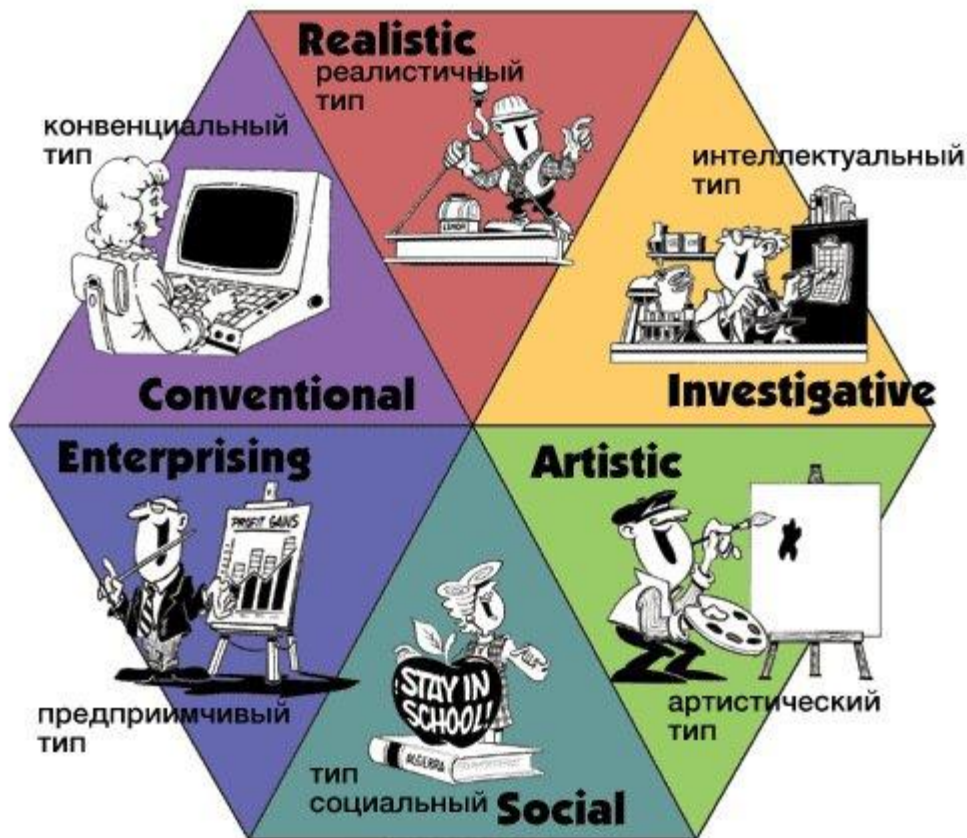 Realistic
реалистичный
тип
конвенциальный
тип
интеллектуальный
тип
LUNCH
Conventional
Investigative
Enterprising
Artistic
PROFIT GAINS
STAY IN
SCHOOL!
ALGEBRA
предприимчивый
тип
артистический
тип
тип
социальный
Social